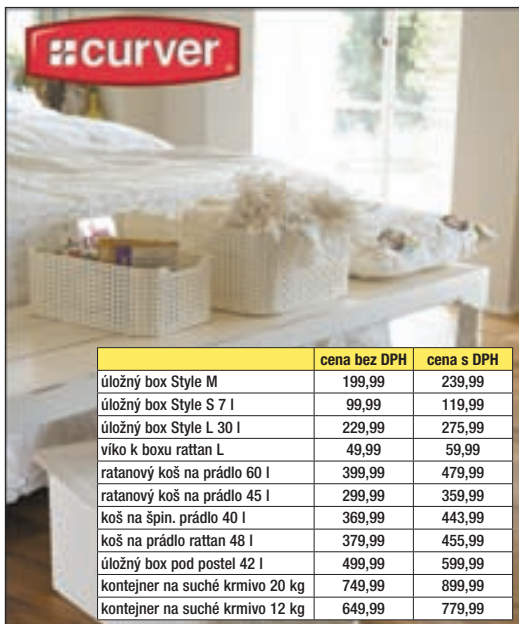 curver
cena bez DPH cena s DPH
úložný box Style M 199,99 239,99
úložný box Style S 7 l 99,99 119,99
úložný box Style L 30 l 229,99 275,99
víko k boxu rattan L 49,99 59,99
ratanový koš na prádlo 60 l 399,99 479,99
ratanový koš na prádlo 45 l 299,99 359,99
koš na špin. prádlo 40 l 369,99 443,99
koš na prádlo rattan 48 l 379,99 455,99
úložný box pod postel 42 l 499,99 599,99
kontejner na suché krmivo 20 kg 749,99 899,99
kontejner na suché krmivo 12 kg 649,99 779,99